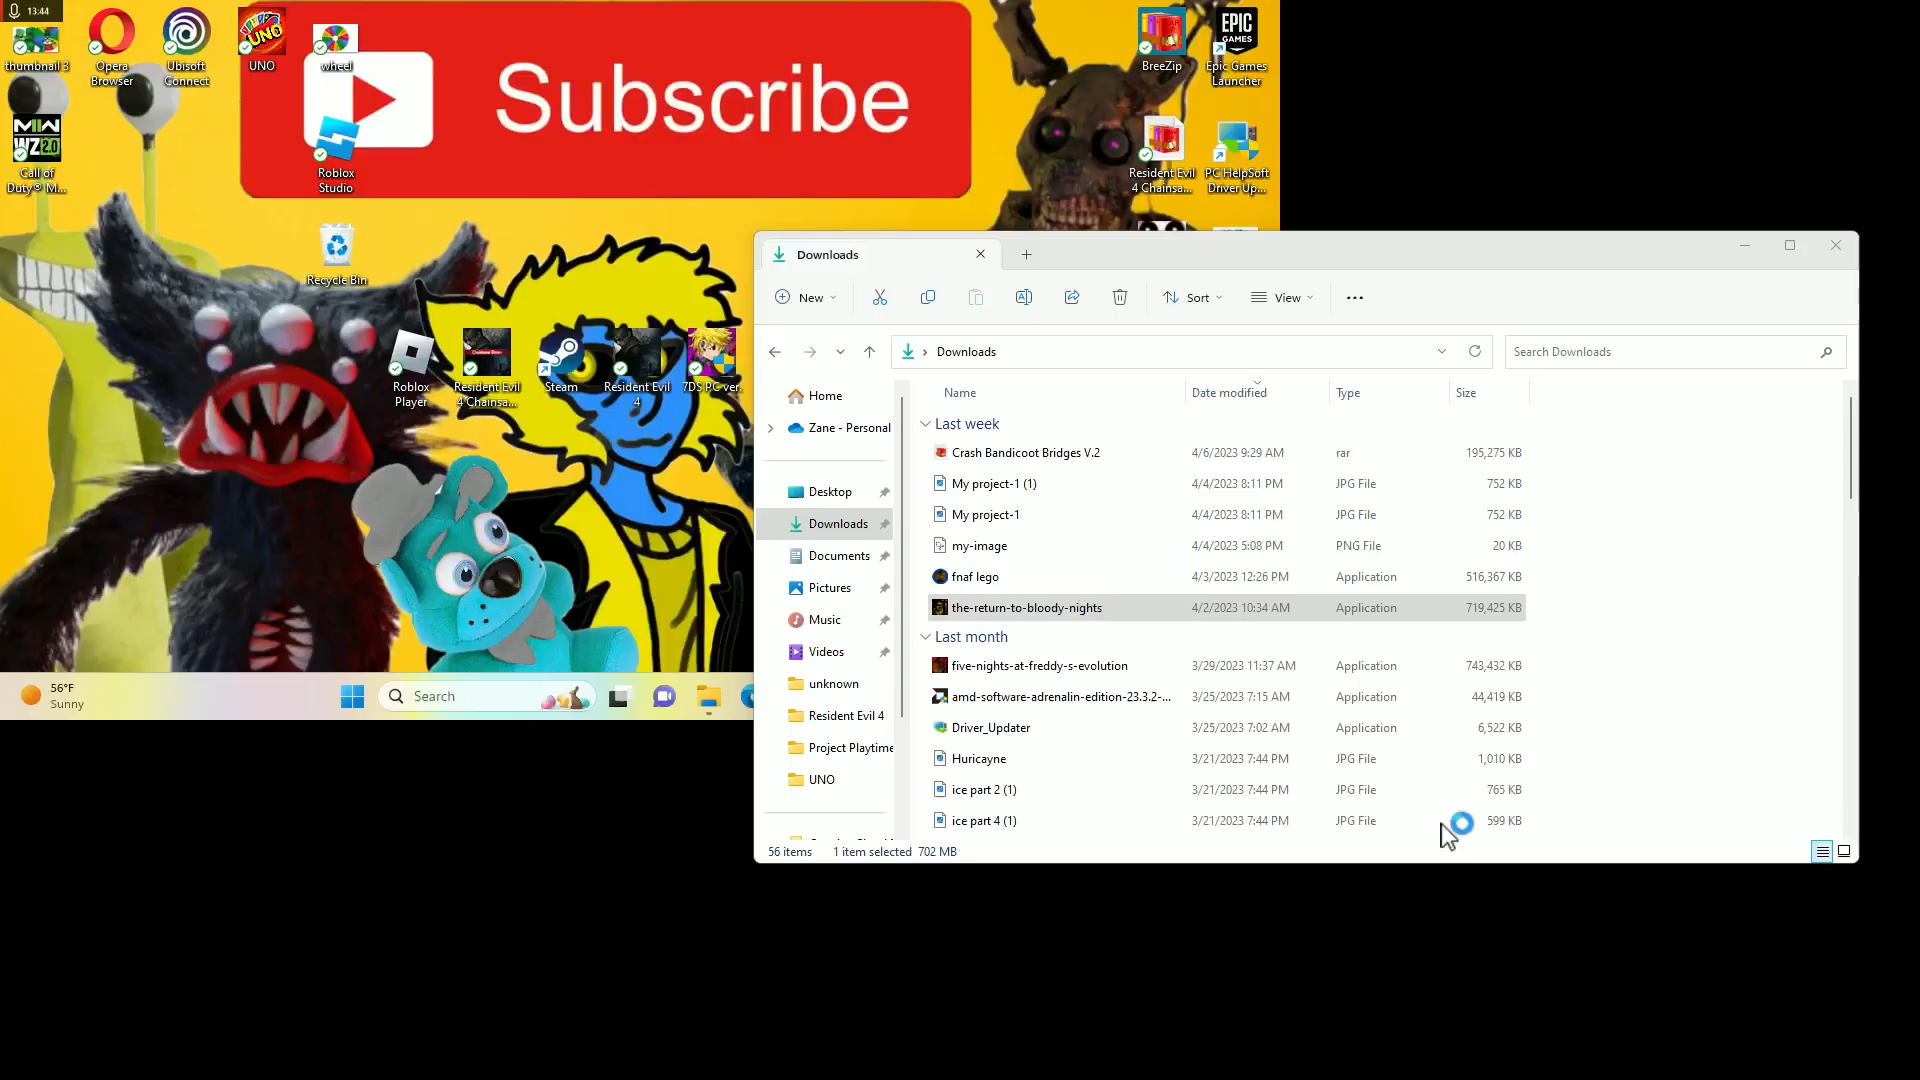 13:44
thumbnail 3
Opera
Browser
Ubisoft
Connect
UNO
UNO
wheel
Subscribe
BreeZip
EPIC
GAMES
Epic Games
Launcher
MW
WZ 2.0
Call of
Duty® M...
Roblox
Studio
Resident Evil
4 Chainsa...
PC HelpSoft
Driver Up...
Recycle Bin
Roblox
Player
Resident Evil
4 Chainsa...
Steam
Resident Evil
4
7DS PC ver.
56°F
Sunny
Search
Downloads
New
Sort
View
Downloads
Search Downloads
Home
Zane - Personal
Desktop
Downloads
Documents
Pictures
Music
Videos
unknown
Resident Evil 4
Project Playtime
UNO
Name Date modified Type Size
Last week
Crash Bandicoot Bridges V.2 4/6/2023 9:29 AM rar 195,275 KB
My project-1 (1) 4/4/2023 8:11 PM JPG File 752 KB
My project-1 4/4/2023 8:11 PM JPG File 752 KB
my-image 4/4/2023 5:08 PM PNG File 20 KB
fnaf lego 4/3/2023 12:26 PM Application 516,367 KB
the-return-to-bloody-nights 4/2/2023 10:34 AM Application 719,425 KB
Last month
five-nights-at-freddy-s-evolution 3/29/2023 11:37 AM Application 743,432 KB
amd-software-adrenalin-edition-23.3.2-... 3/25/2023 7:15 AM Application 44,419 KB
Driver_Updater 3/25/2023 7:02 AM Application 6,522 KB
Huricayne 3/21/2023 7:44 PM JPG File 1,010 KB
ice part 2 (1) 3/21/2023 7:44 PM JPG File 765 KB
ice part 4 (1) 3/21/2023 7:44 PM JPG File 599 KB
56 items 1 item selected 702 MB